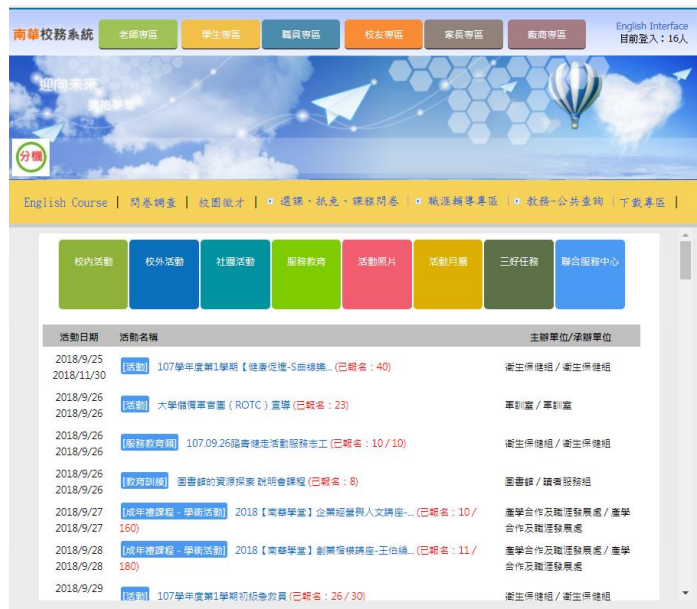 南華校務系統
老師專區
學生專區
職員專區
校友專區
家長專區
廠商專區
English Interface
目前登入：16人
迎向未來
擁抱夢想
分機
English Course | 問卷調查 | 校園徵才 | 選課、抵免、課程問卷 | 職涯輔導專區 | 教務-公共查詢 | 下載專區 |
校內活動
校外活動
社團活動
服務教育
活動照片
活動月曆
三好任務
聯合服務中心
活動日期 活動名稱 主辦單位/承辦單位
2018/9/25
2018/11/30
[活動] 107學年度第1學期【健康促進-S曲線講... (已報名：40)
衛生保健組 / 衛生保健組
2018/9/26
2018/9/26
[活動] 大學儲備軍官團（ROTC）宣導 (已報名：23)
軍訓室 / 軍訓室
2018/9/26
2018/9/26
[服務教育類] 107.09.26踏青健走活動服務志工 (已報名：10 / 10)
衛生保健組 / 衛生保健組
2018/9/26
2018/9/26
[教育訓練] 圖書館的資源探索 說明會課程 (已報名：8)
圖書館 / 讀者服務組
2018/9/27
2018/9/27
[成年禮課程 - 學術活動] 2018【南華學堂】企業經營與人文講座-... (已報名：10 /
160)
產學合作及職涯發展處 / 產學
合作及職涯發展處
2018/9/28
2018/9/28
[成年禮課程 - 學術活動] 2018【南華學堂】創業楷模講座-王伯綸... (已報名：11 /
180)
產學合作及職涯發展處 / 產學
合作及職涯發展處
2018/9/29
[活動] 107學年度第1學期初級急救員 (已報名：26 / 30)
衛生保健組 / 衛生保健組